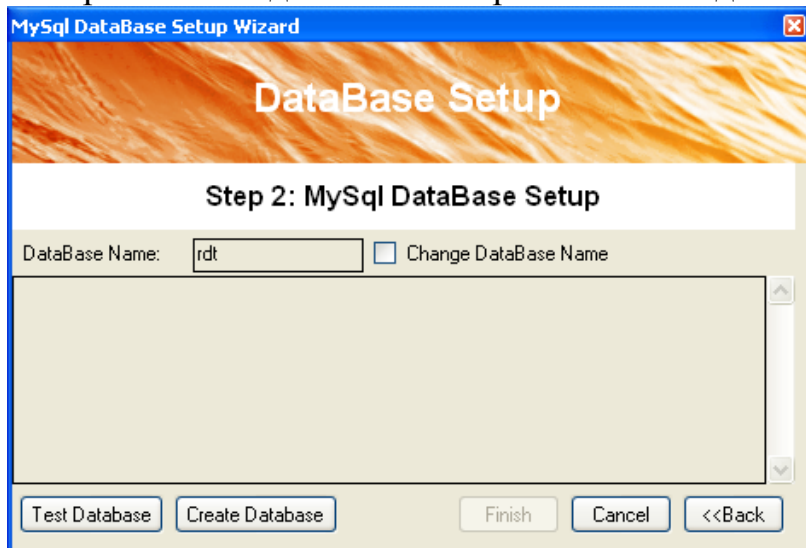 MySql DataBase Setup Wizard
DataBase Setup
Step 2: MySql DataBase Setup
DataBase Name: rdt Change DataBase Name
Test Database Create Database Finish Cancel <<Back